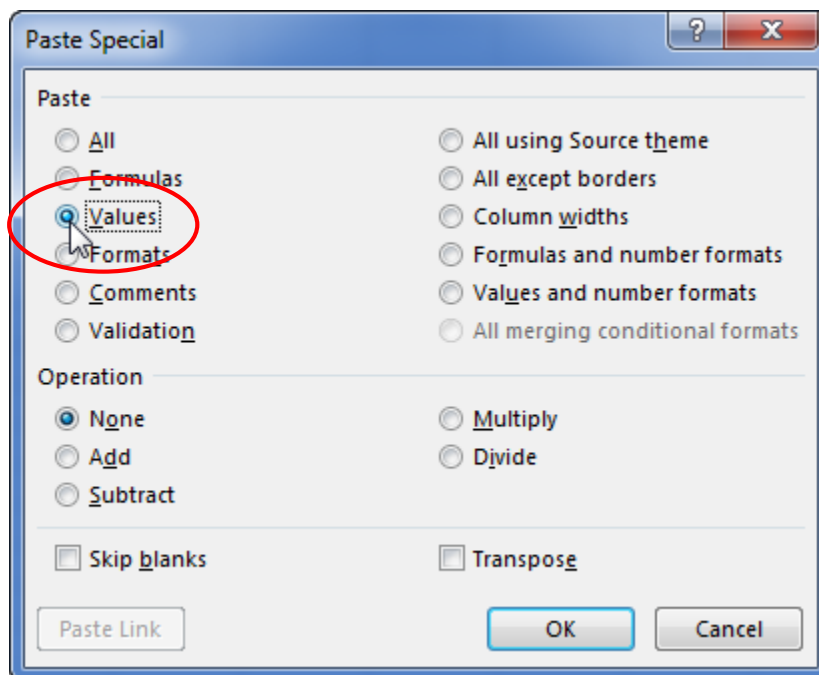 Paste Special
?
X
Paste
All
All using Source theme
Formulas
All except borders
Values
Column widths
Formats
Formulas and number formats
Comments
Values and number formats
Validation
All merging conditional formats
Operation
None
Multiply
Add
Divide
Subtract
Skip blanks
Transpose
Paste Link
OK
Cancel